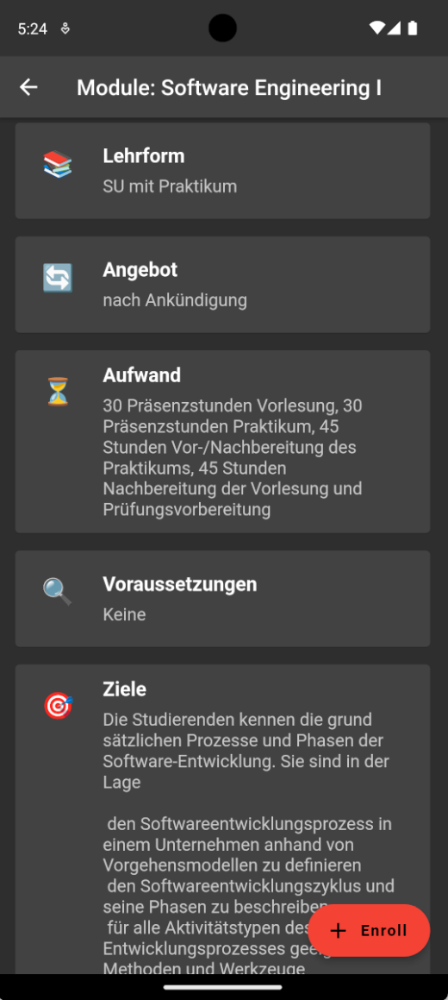 5:24
Module: Software Engineering I
Lehrform
SU mit Praktikum
Angebot
nach Ankündigung
Aufwand
30 Präsenzstunden Vorlesung, 30
Präsenzstunden Praktikum, 45
Stunden Vor-/Nachbereitung des
Praktikums, 45 Stunden
Nachbereitung der Vorlesung und
Prüfungsvorbereitung
Voraussetzungen
Keine
Ziele
Die Studierenden kennen die grund
sätzlichen Prozesse und Phasen der
Software-Entwicklung. Sie sind in der
Lage
den Softwareentwicklungsprozess in
einem Unternehmen anhand von
Vorgehensmodellen zu definieren
den Softwareentwicklungszyklus und
seine Phasen zu beschreiben
für alle Aktivitätstypen des
Entwicklungsprozesses
Methoden und Werkzeuge
+ Enroll